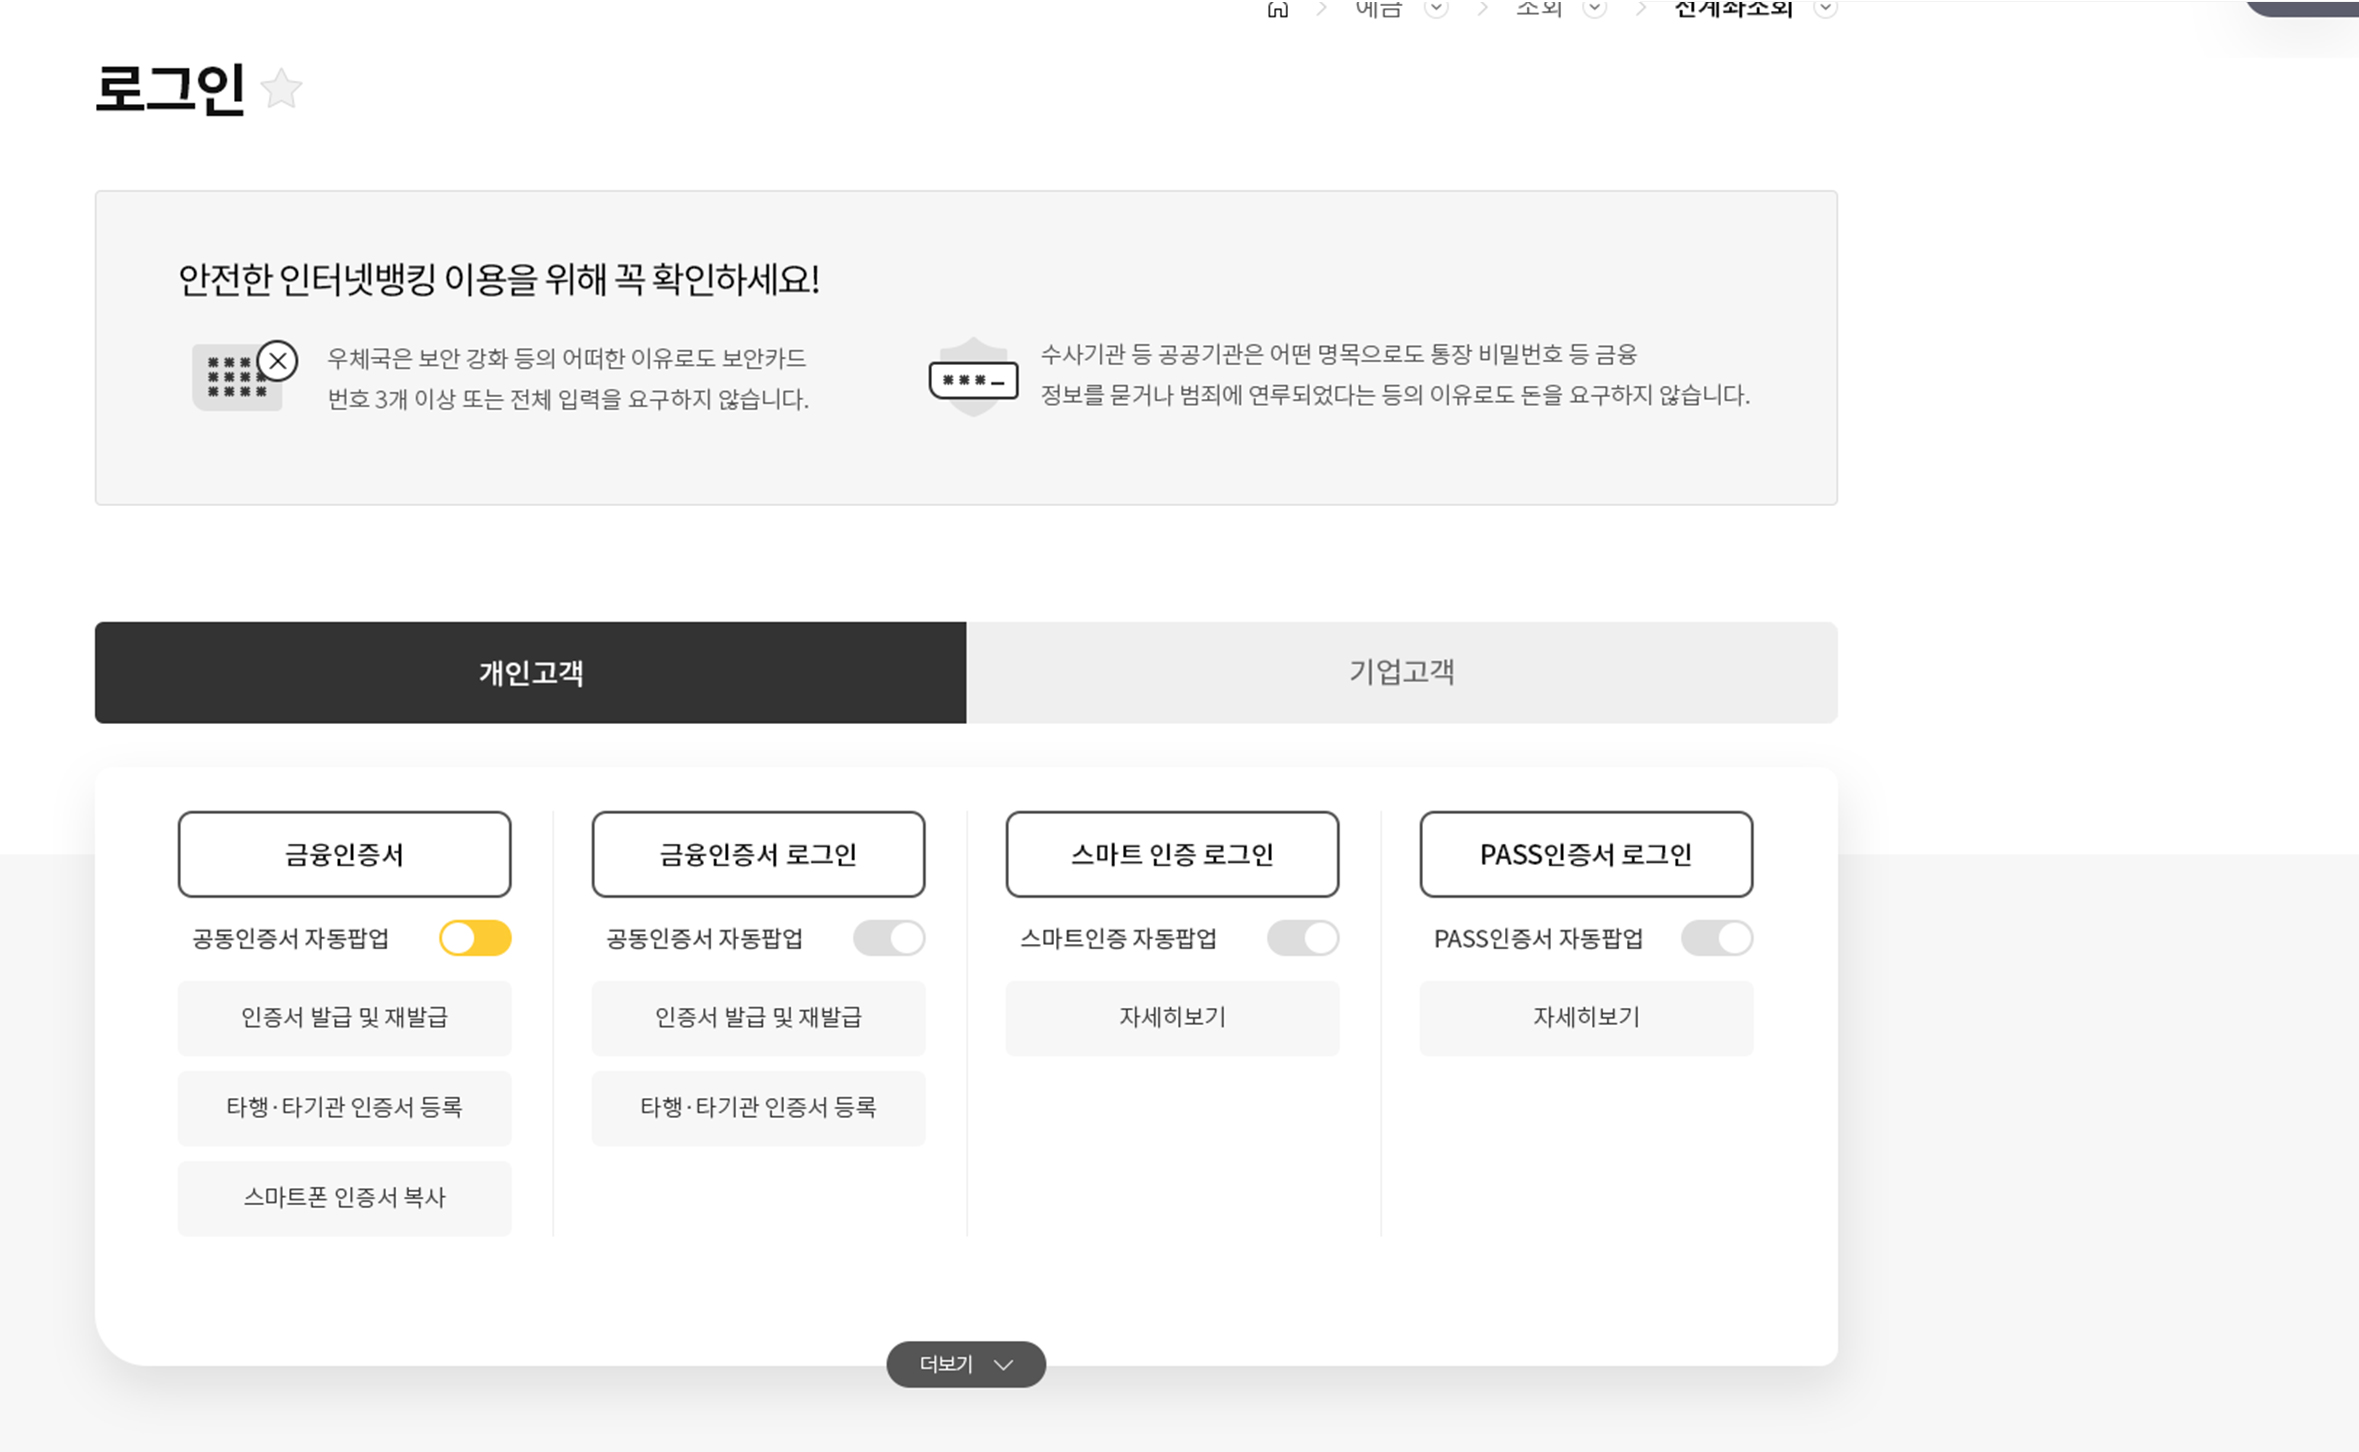 예금 조회 전계좌조회
로그인
안전한 인터넷뱅킹 이용을 위해 꼭 확인하세요!
우체국은 보안 강화 등의 어떠한 이유로도 보안카드
번호 3개 이상 또는 전체 입력을 요구하지 않습니다.
수사기관 등 공공기관은 어떤 명목으로도 통장 비밀번호 등 금융
정보를 묻거나 범죄에 연루되었다는 등의 이유로도 돈을 요구하지 않습니다.
개인고객
기업고객
금융인증서
공동인증서 자동팝업
인증서 발급 및 재발급
타행·타기관 인증서 등록
스마트폰 인증서 복사
금융인증서 로그인
공동인증서 자동팝업
인증서 발급 및 재발급
타행·타기관 인증서 등록
스마트 인증 로그인
스마트인증 자동팝업
자세히보기
PASS인증서 로그인
PASS인증서 자동팝업
자세히보기
더보기